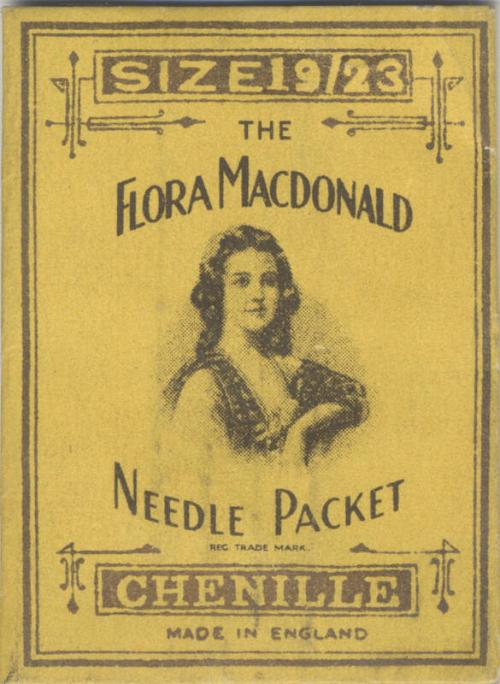 SIZE 19/23
THE
FLORA MACDONALD
NEEDLE PACKET
REG. TRADE MARK.
CHENILLE
MADE IN ENGLAND